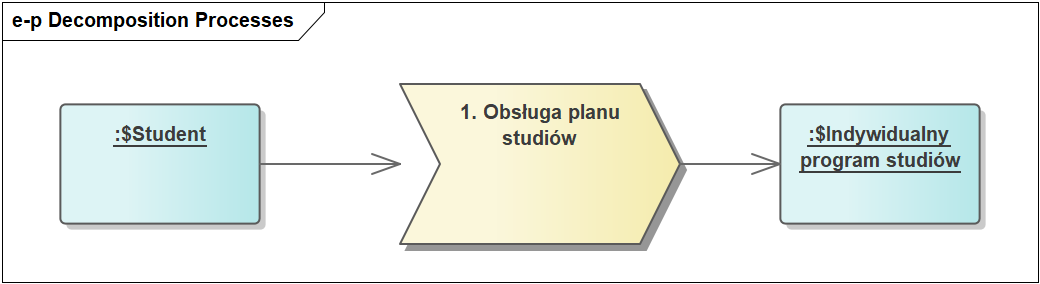 e-p Decomposition Processes
:$Student
1. Obsługa planu
studiów
:$Indywidualny
program studiów